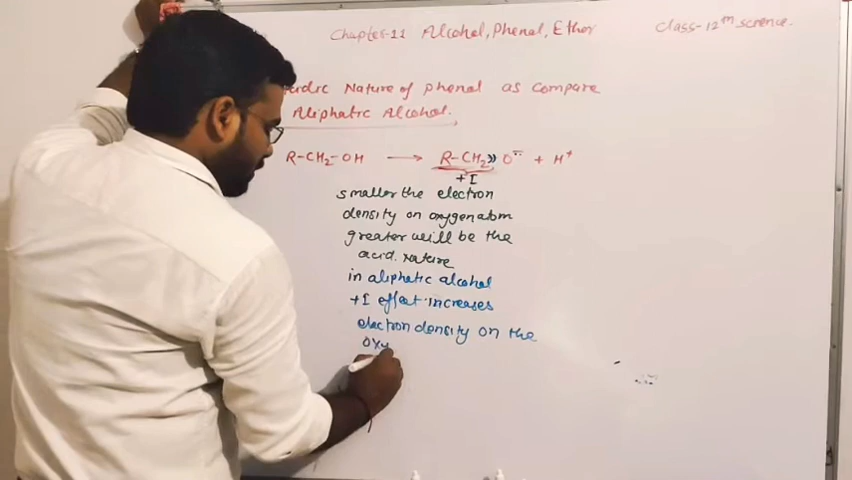 Chapter-11 Alcohol, Phenol, Ether
Class-12th science.
Acidic Nature of phenol as compare
Aliphatic Alcohol.
R-CH2-OH → R-CH2»O⁻ + H+
+I
smaller the electron
density on oxygen atom
greater will be the
acid. nature
in aliphatic alcohol
+I effect increases
electron density on the
oxy